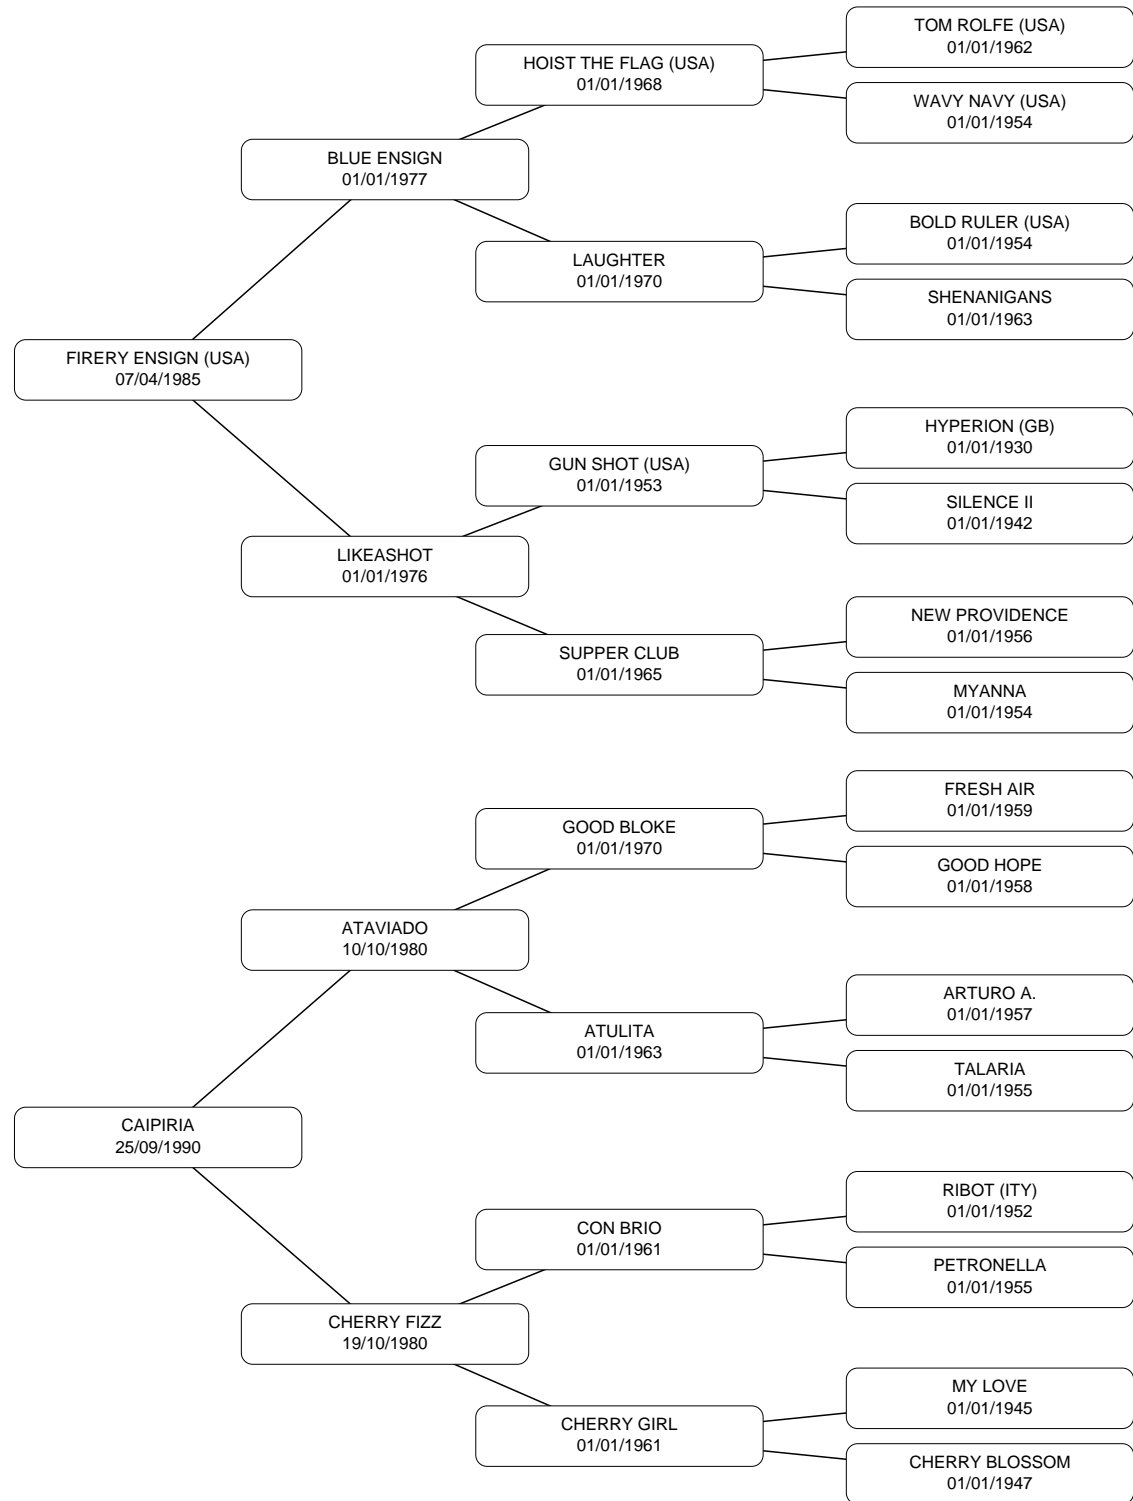 TOM ROLFE (USA)
01/01/1962
HOIST THE FLAG (USA)
01/01/1968
WAVY NAVY (USA)
01/01/1954
BLUE ENSIGN
01/01/1977
BOLD RULER (USA)
01/01/1954
LAUGHTER
01/01/1970
SHENANIGANS
01/01/1963
FIRERY ENSIGN (USA)
07/04/1985
HYPERION (GB)
01/01/1930
GUN SHOT (USA)
01/01/1953
SILENCE II
01/01/1942
LIKEASHOT
01/01/1976
NEW PROVIDENCE
01/01/1956
SUPPER CLUB
01/01/1965
MYANNA
01/01/1954
FRESH AIR
01/01/1959
GOOD BLOKE
01/01/1970
GOOD HOPE
01/01/1958
ATAVIADO
10/10/1980
ARTURO A.
01/01/1957
ATULITA
01/01/1963
TALARIA
01/01/1955
CAIPIRIA
25/09/1990
RIBOT (ITY)
01/01/1952
CON BRIO
01/01/1961
PETRONELLA
01/01/1955
CHERRY FIZZ
19/10/1980
MY LOVE
01/01/1945
CHERRY GIRL
01/01/1961
CHERRY BLOSSOM
01/01/1947